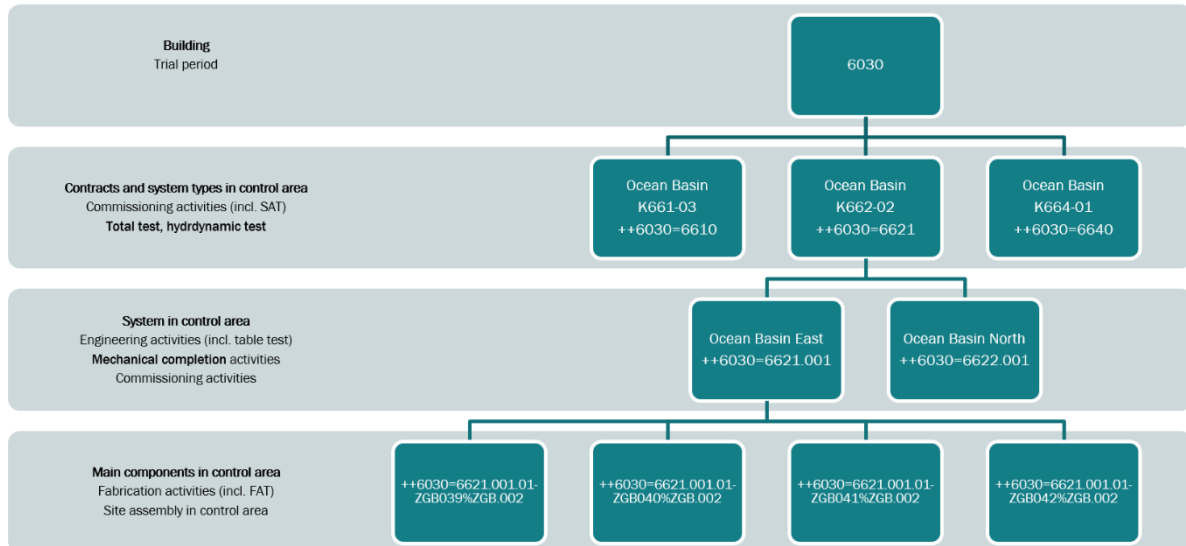 Building
Trial period
6030
Contracts and system types in control area
Commissioning activities (incl. SAT)
Total test, hydrdynamic test
Ocean Basin
K661-03
++6030=6610
Ocean Basin
K662-02
++6030=6621
Ocean Basin
K664-01
++6030=6640
System in control area
Engineering activities (incl. table test)
Mechanical completion activities
Commissioning activities
Ocean Basin East
++6030=6621.001
Ocean Basin North
++6030=6622.001
Main components in control area
Fabrication activities (incl. FAT)
Site assembly in control area
++6030=6621.001.01-
ZGB039%ZGB.002
++6030=6621.001.01-
ZGB040%ZGB.002
++6030=6621.001.01-
ZGB041%ZGB.002
++6030=6621.001.01-
ZGB042%ZGB.002